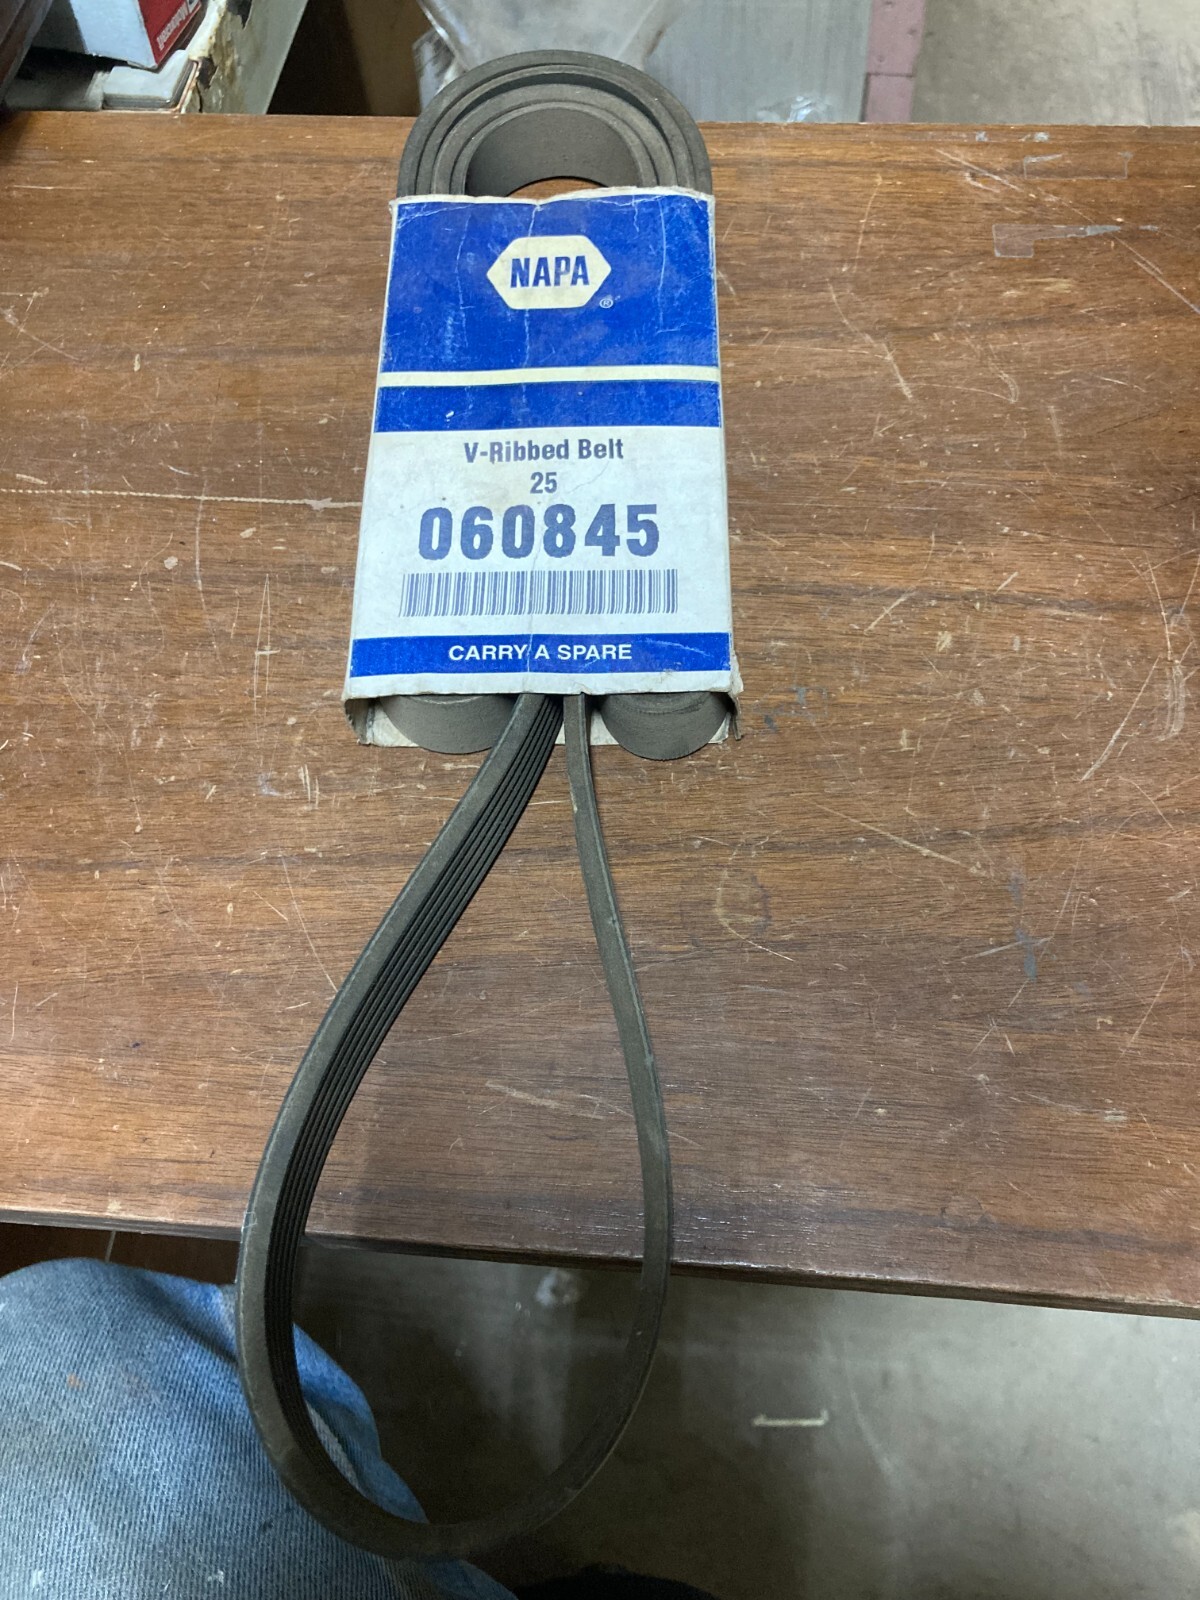 NAPA
®
V-Ribbed Belt
25
060845
CARRY A SPARE